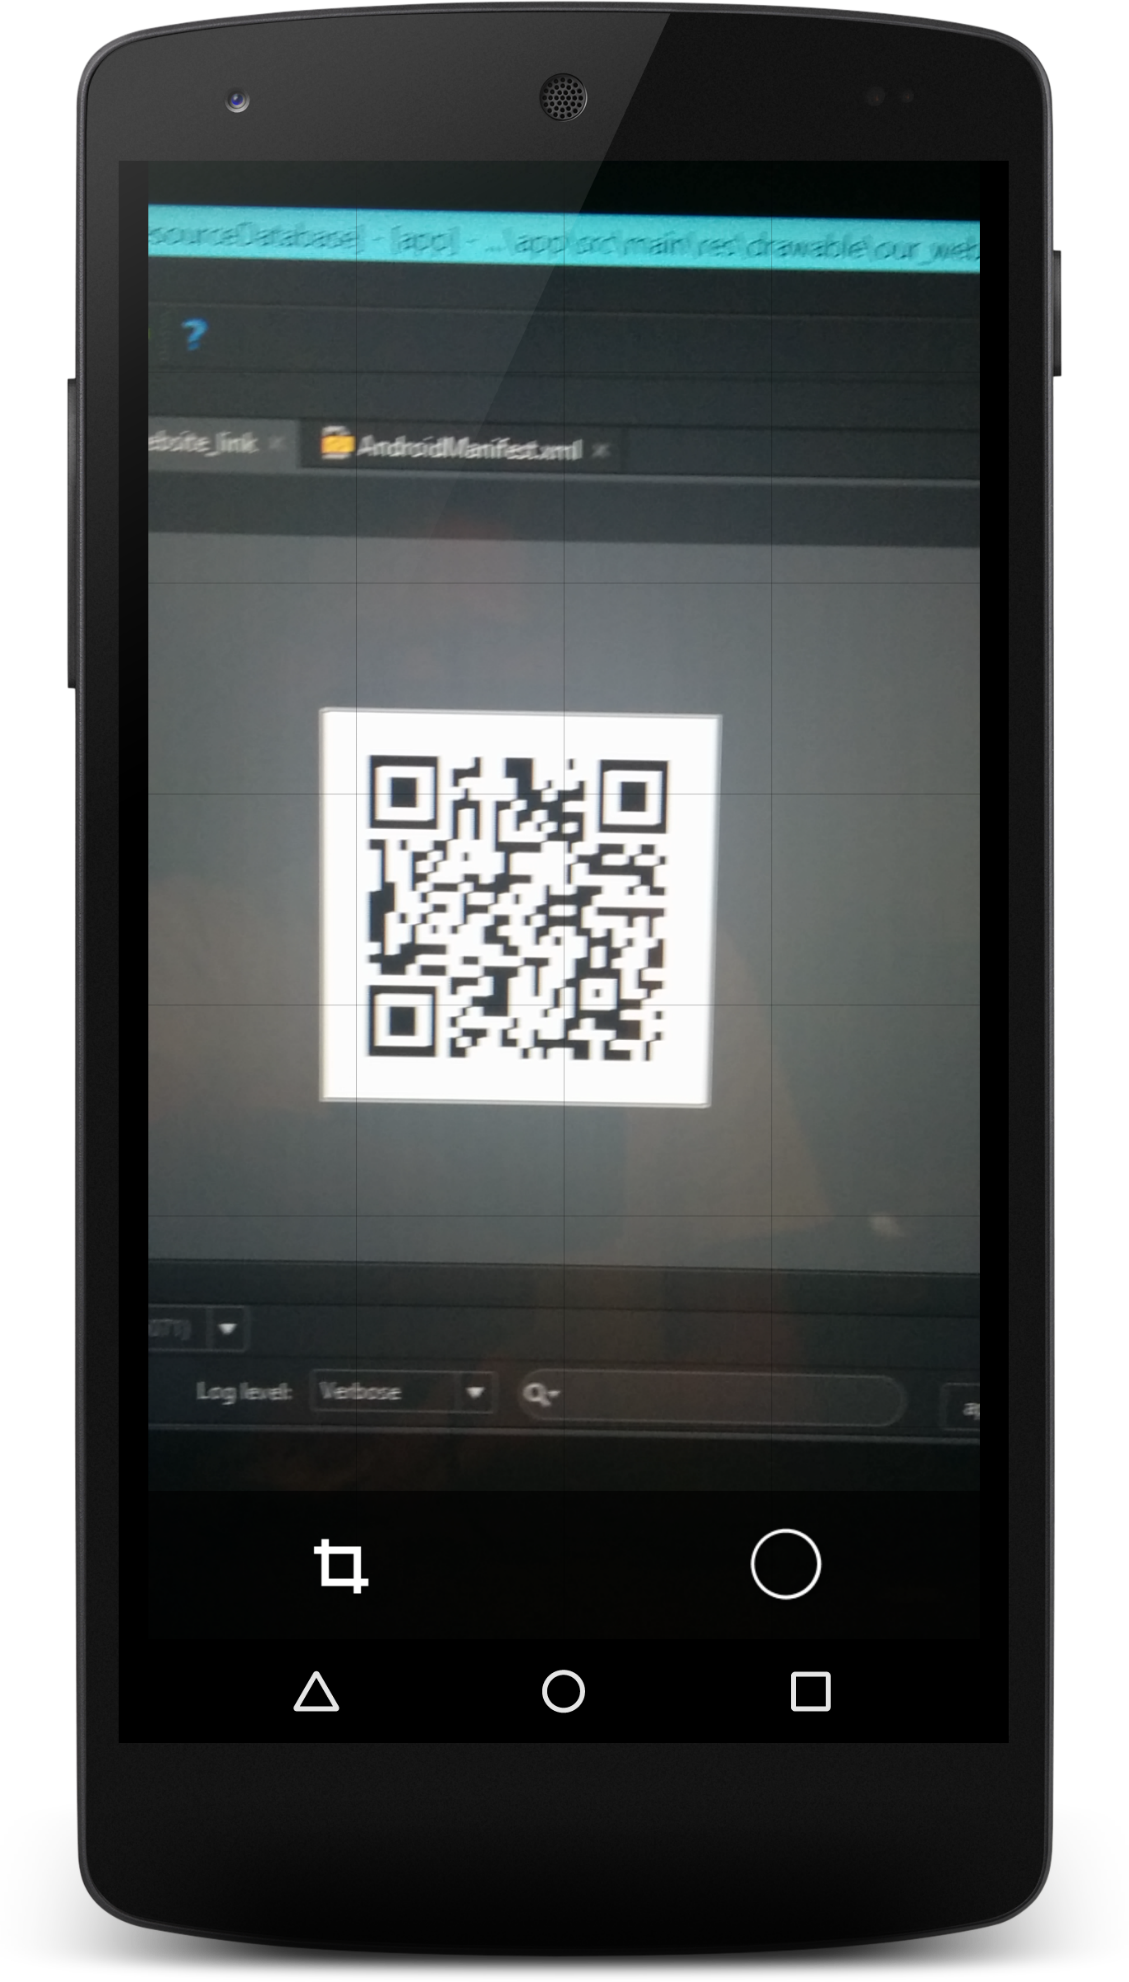 sourceDatabase] - [app] - ...\app\src\main\res\drawable\our_web
?
ebsite_link × AndroidManifest.xml ×
Log level: Verbose